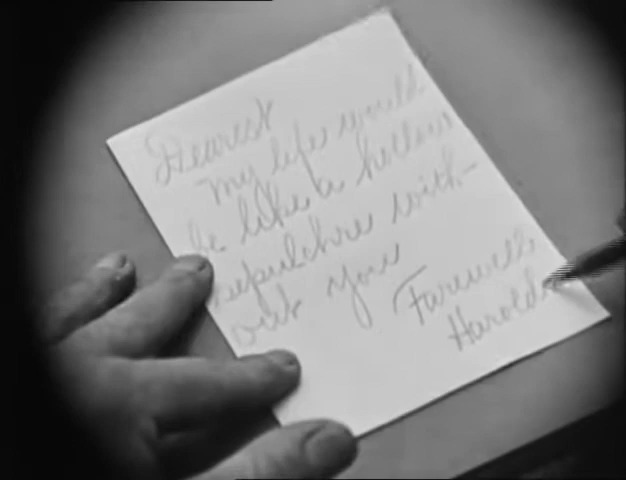 Dearest
my life would
be like a hollow
sepulchre with-
out you
Farewell
Harold